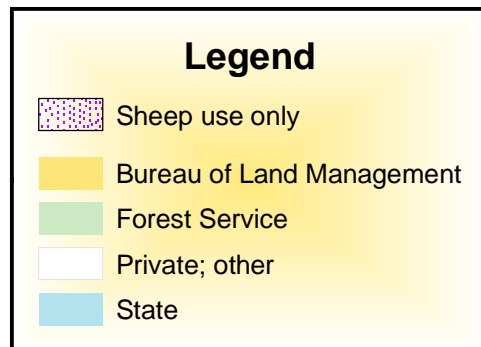 Legend
Sheep use only
Bureau of Land Management
Forest Service
Private; other
State